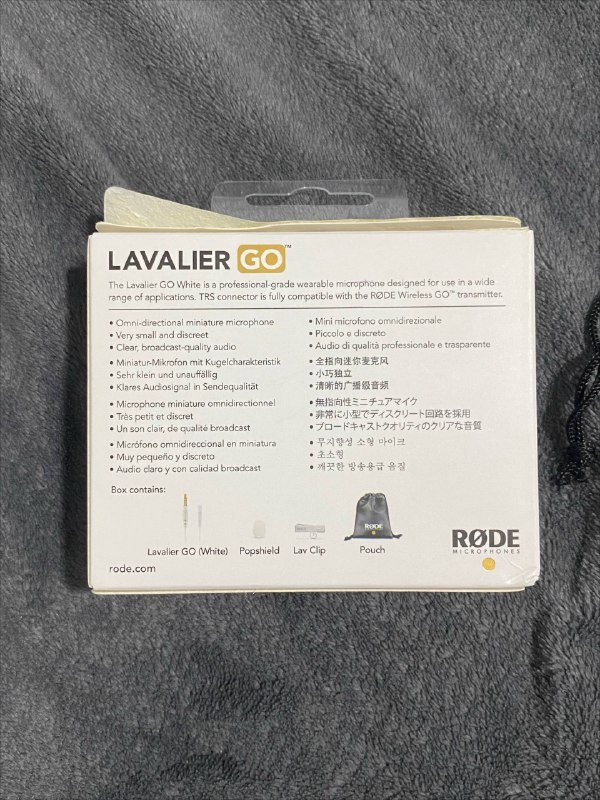 LAVALIER GO™
The Lavalier GO White is a professional-grade wearable microphone designed for use in a wide
range of applications. TRS connector is fully compatible with the RØDE Wireless GO™ transmitter.
• Omni-directional miniature microphone
• Very small and discreet
• Clear, broadcast-quality audio
• Miniatur-Mikrofon mit Kugelcharakteristik
• Sehr klein und unauffällig
• Klares Audiosignal in Sendequalität
• Microphone miniature omnidirectionnel
• Très petit et discret
• Un son clair, de qualité broadcast
• Micrófono omnidireccional en miniatura
• Muy pequeño y discreto
• Audio claro y con calidad broadcast
• Mini microfono omnidirezionale
• Piccolo e discreto
• Audio di qualità professionale e trasparente
• 全指向迷你麦克风
• 小巧独立
• 清晰的广播级音频
• 無指向性ミニチュアマイク
• 非常に小型でディスクリート回路を採用
• ブロードキャストクオリティのクリアな音質
• 무지향성 소형 마이크
• 초소형
• 깨끗한 방송용급 음질
Box contains:
RØDE
Lavalier GO (White) Popshield Lav Clip Pouch
RØDE
MICROPHONES
rode.com